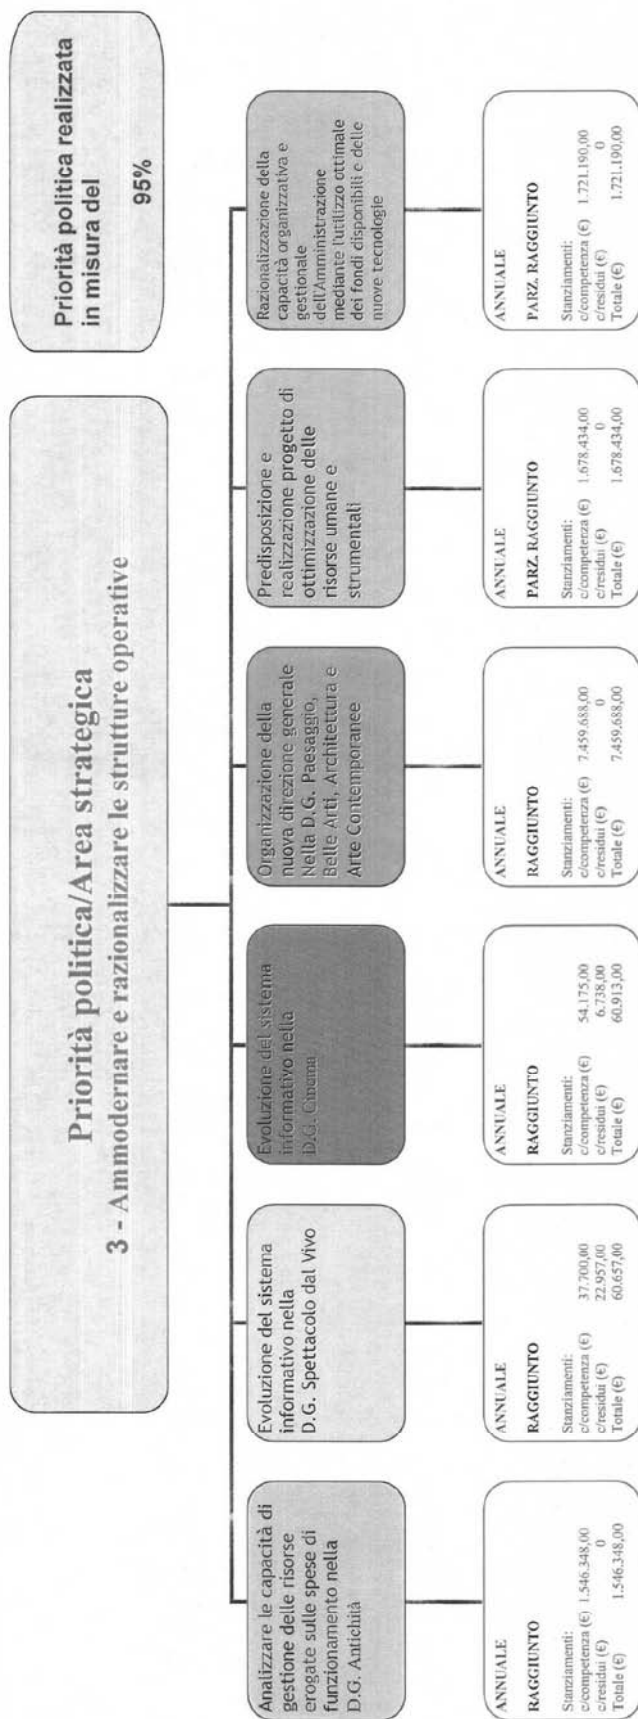 Priorità politica/Area strategica
3 - Ammodernare e razionalizzare le strutture operative
Priorità politica realizzata
in misura del
95%
Analizzare le capacità di
gestione delle risorse
erogate sulle spese di
funzionamento nella
D.G. Antichità
Evoluzione del sistema
informativo nella
D.G. Spettacolo dal Vivo
Evoluzione del sistema
informativo nella
D.G. Cinema
Organizzazione della
nuova direzione generale
Nella D.G. Paesaggio,
Belle Arti, Architettura e
Arte Contemporanee
Predisposizione e
realizzazione progetto di
ottimizzazione delle
risorse umane e
strumentali
Razionalizzazione della
capacità organizzativa e
gestionale
dell'Amministrazione
mediante l'utilizzo ottimale
dei fondi disponibili e delle
nuove tecnologie
ANNUALE
RAGGIUNTO
Stanziamenti:
c/competenza (€) 1.546.348,00
c/residui (€) 0
Totale (€) 1.546.348,00
ANNUALE
RAGGIUNTO
Stanziamenti:
c/competenza (€) 37.700,00
c/residui (€) 22.957,00
Totale (€) 60.657,00
ANNUALE
RAGGIUNTO
Stanziamenti:
c/competenza (€) 54.175,00
c/residui (€) 6.738,00
Totale (€) 60.913,00
ANNUALE
RAGGIUNTO
Stanziamenti:
c/competenza (€) 7.459.688,00
c/residui (€) 0
Totale (€) 7.459.688,00
ANNUALE
PARZ. RAGGIUNTO
Stanziamenti:
c/competenza (€) 1.678.434,00
c/residui (€) 0
Totale (€) 1.678.434,00
ANNUALE
PARZ. RAGGIUNTO
Stanziamenti:
c/competenza (€) 1.721.190,00
c/residui (€) 0
Totale (€) 1.721.190,00